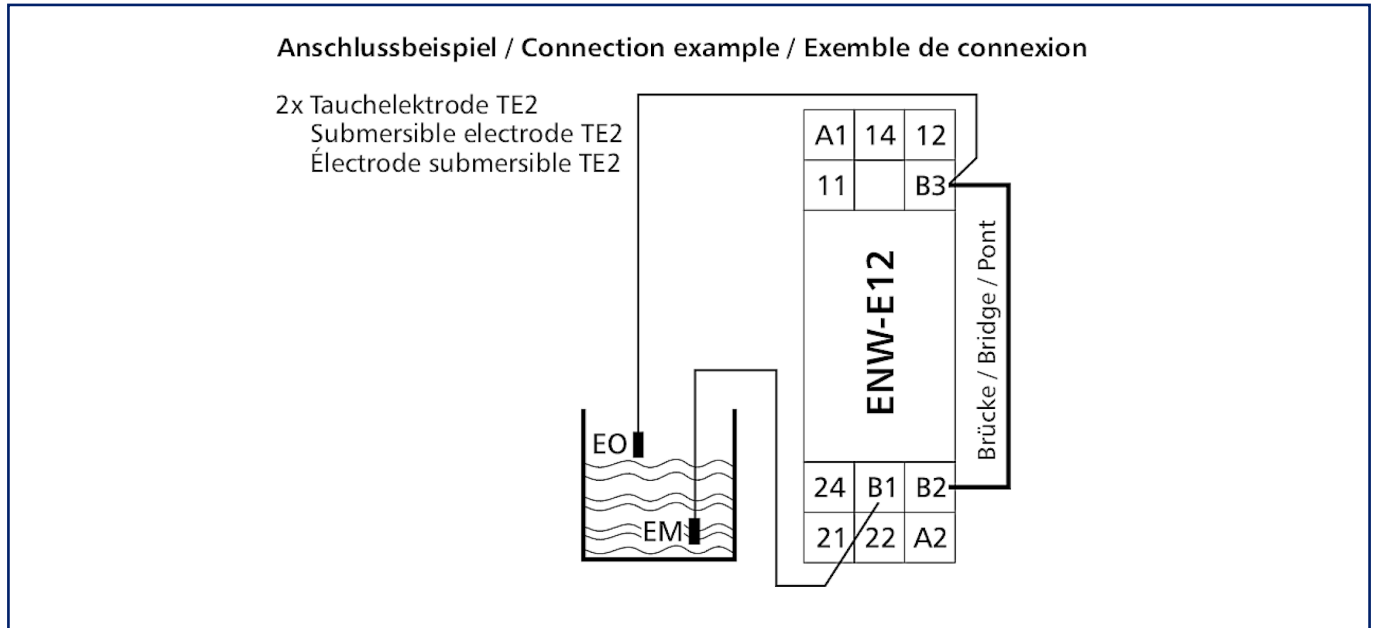 Anschlussbeispiel / Connection example / Exemble de connexion
2x Tauchelektrode TE2
Submersible electrode TE2
Électrode submersible TE2
A1 14 12
11 B3
ENW-E12
Brücke / Bridge / Pont
EO
EM
24 B1 B2
21 22 A2